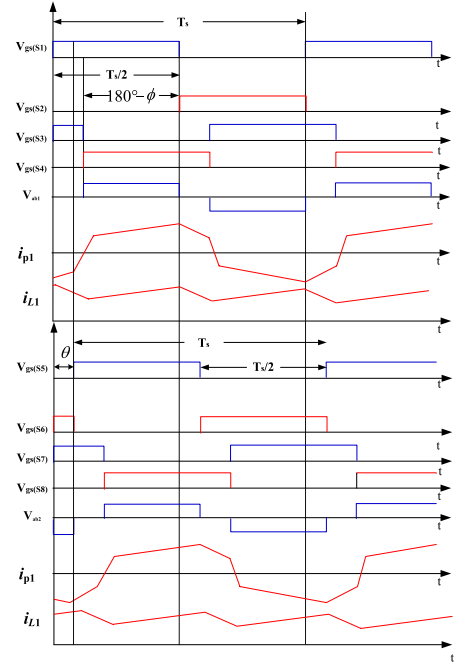 Ts
Vgs(S1)
t
Ts/2
180°-ϕ
Vgs(S2)
t
Vgs(S3)
t
Vgs(S4)
t
Vab1
t
ip1
t
iL1
t
Ts
θ
Ts/2
Vgs(S5)
t
Vgs(S6)
t
Vgs(S7)
t
Vgs(S8)
t
Vab2
t
ip1
t
iL1
t